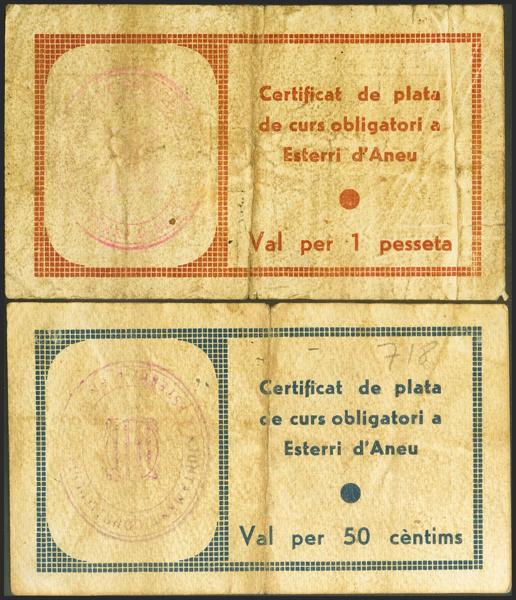 Certificat de plata
de curs obligatori a
Esterri d'Aneu
Val per 1 pesseta
718
Certificat de plata
de curs obligatori a
Esterri d'Aneu
Val per 50 cèntims